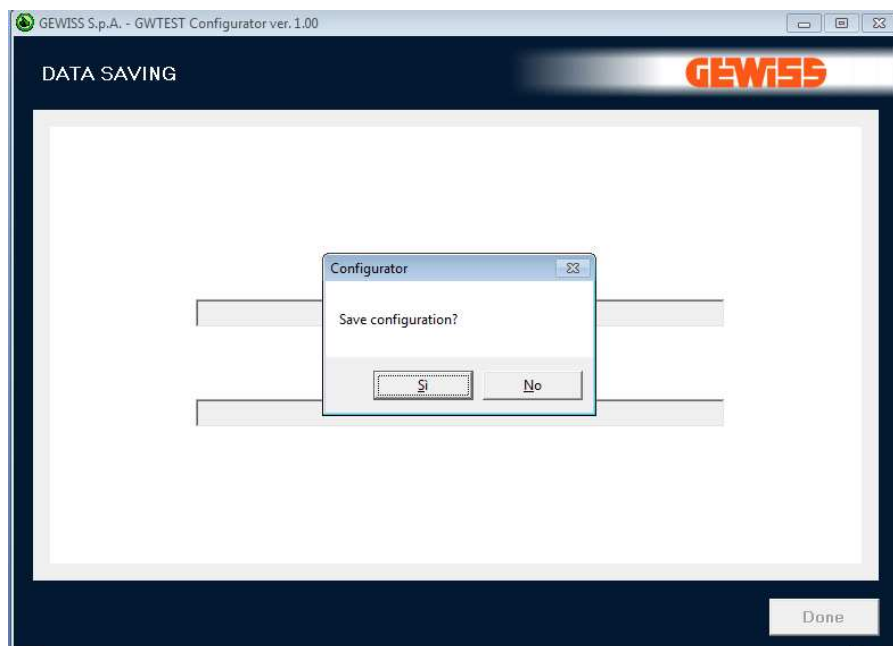 GEWISS S.p.A. - GWTEST Configurator ver. 1.00
DATA SAVING
GEWISS
Configurator
Save configuration?
Sì
No
Done